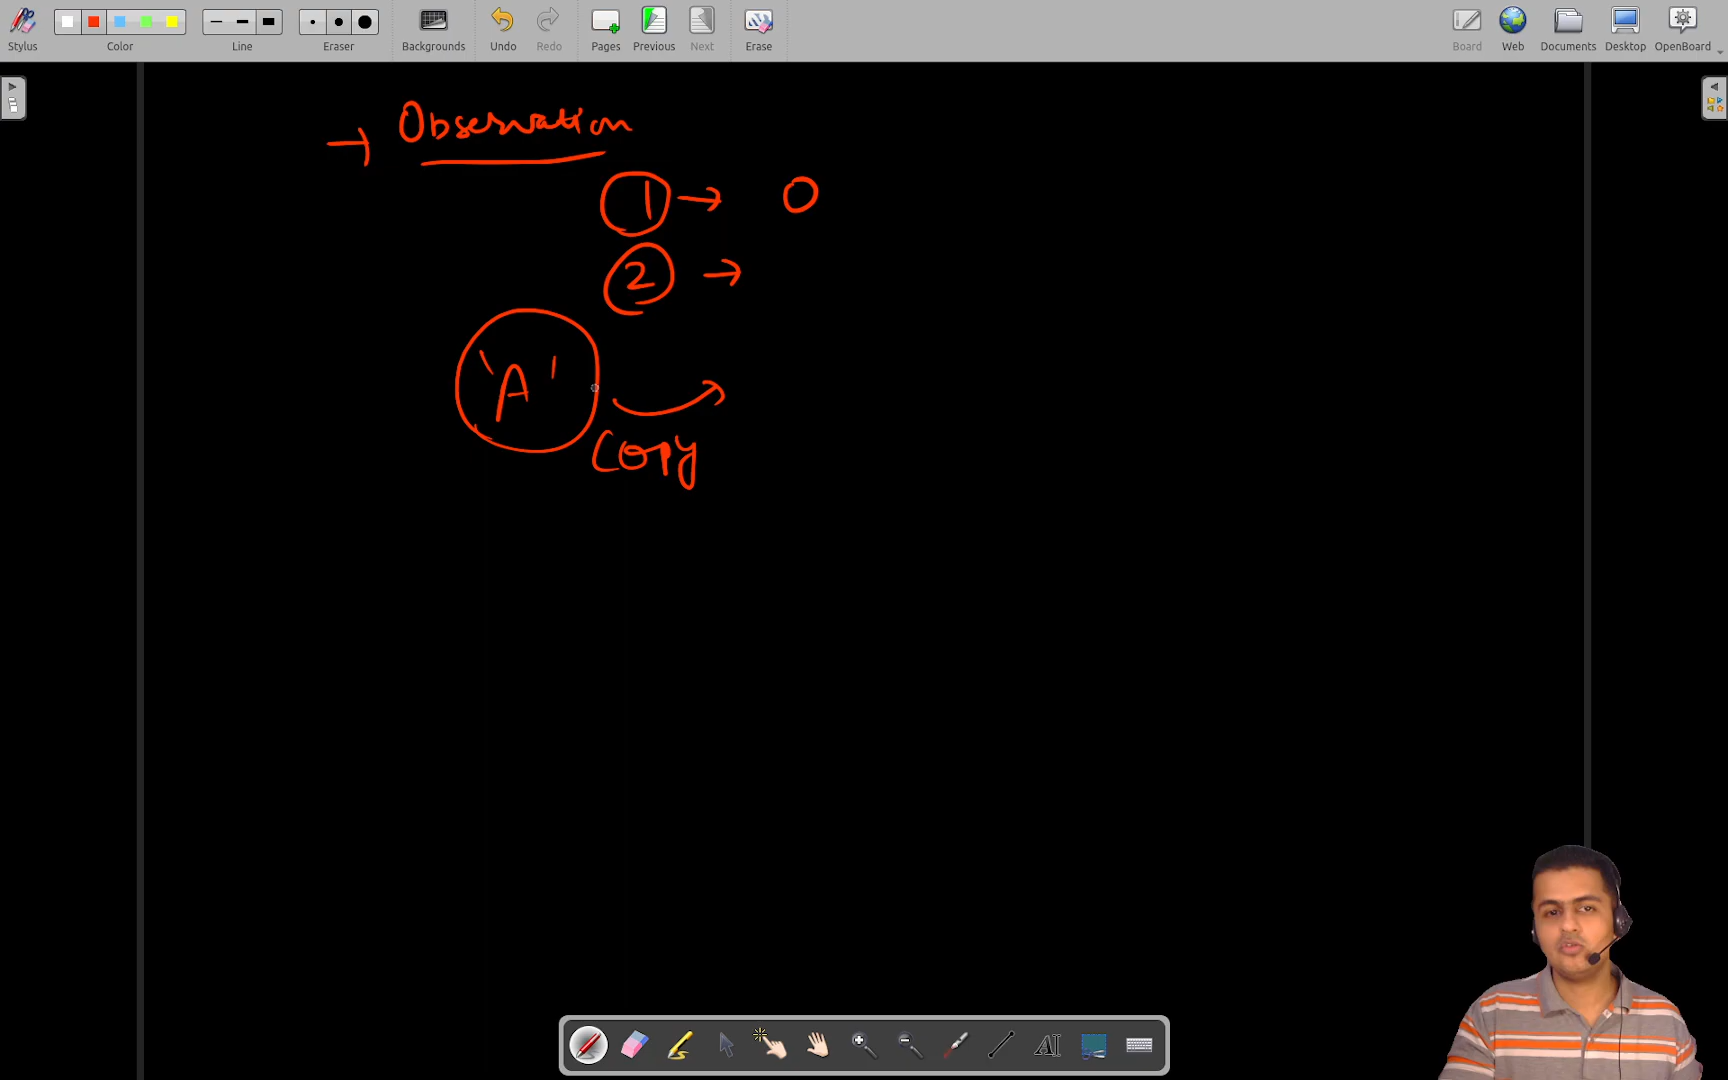 Stylus
Color
Line
Eraser
Backgrounds
Undo
Redo
Pages
Previous
Next
Erase
Board
Web
Documents
Desktop
OpenBoard
→ Observation
1 → 0
2 →
'A'
Copy
AI